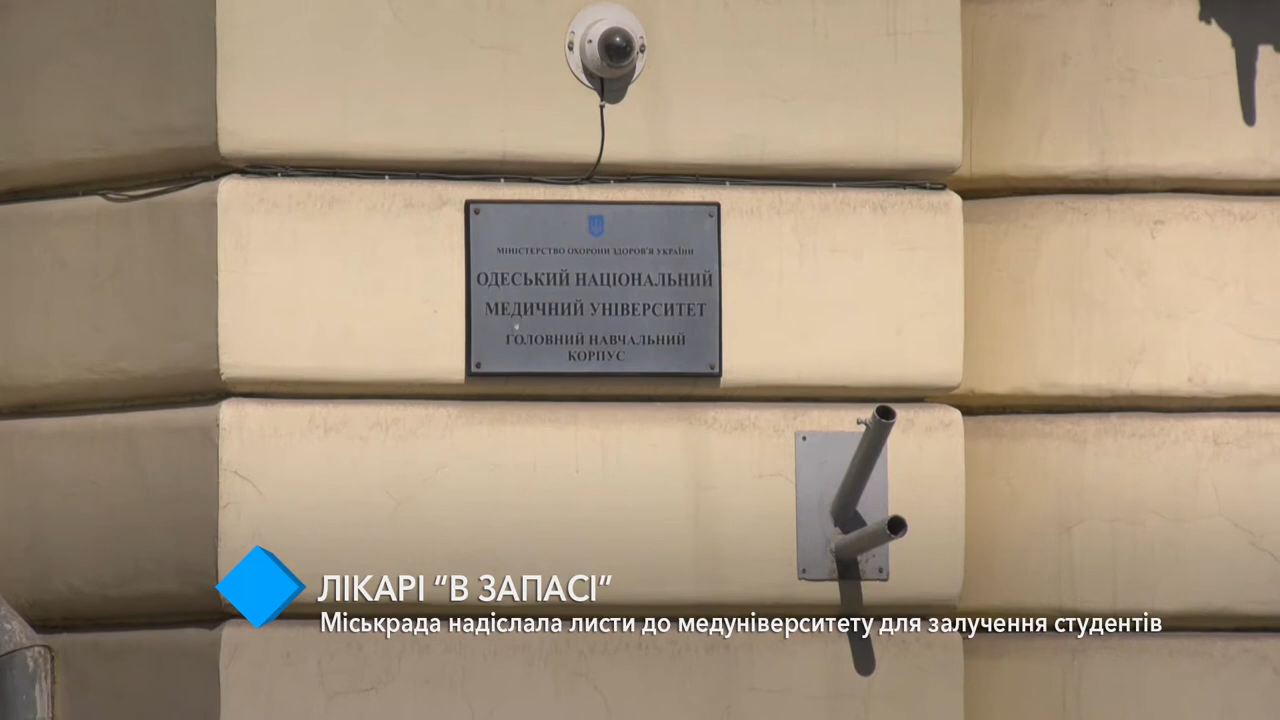 МІНІСТЕРСТВО ОХОРОНИ ЗДОРОВ'Я УКРАЇНИ
ОДЕСЬКИЙ НАЦІОНАЛЬНИЙ
МЕДИЧНИЙ УНІВЕРСИТЕТ
ГОЛОВНИЙ НАВЧАЛЬНИЙ
КОРПУС
ЛІКАРІ "В ЗАПАСІ"
Міськрада надіслала листи до медуніверситету для залучення студентів